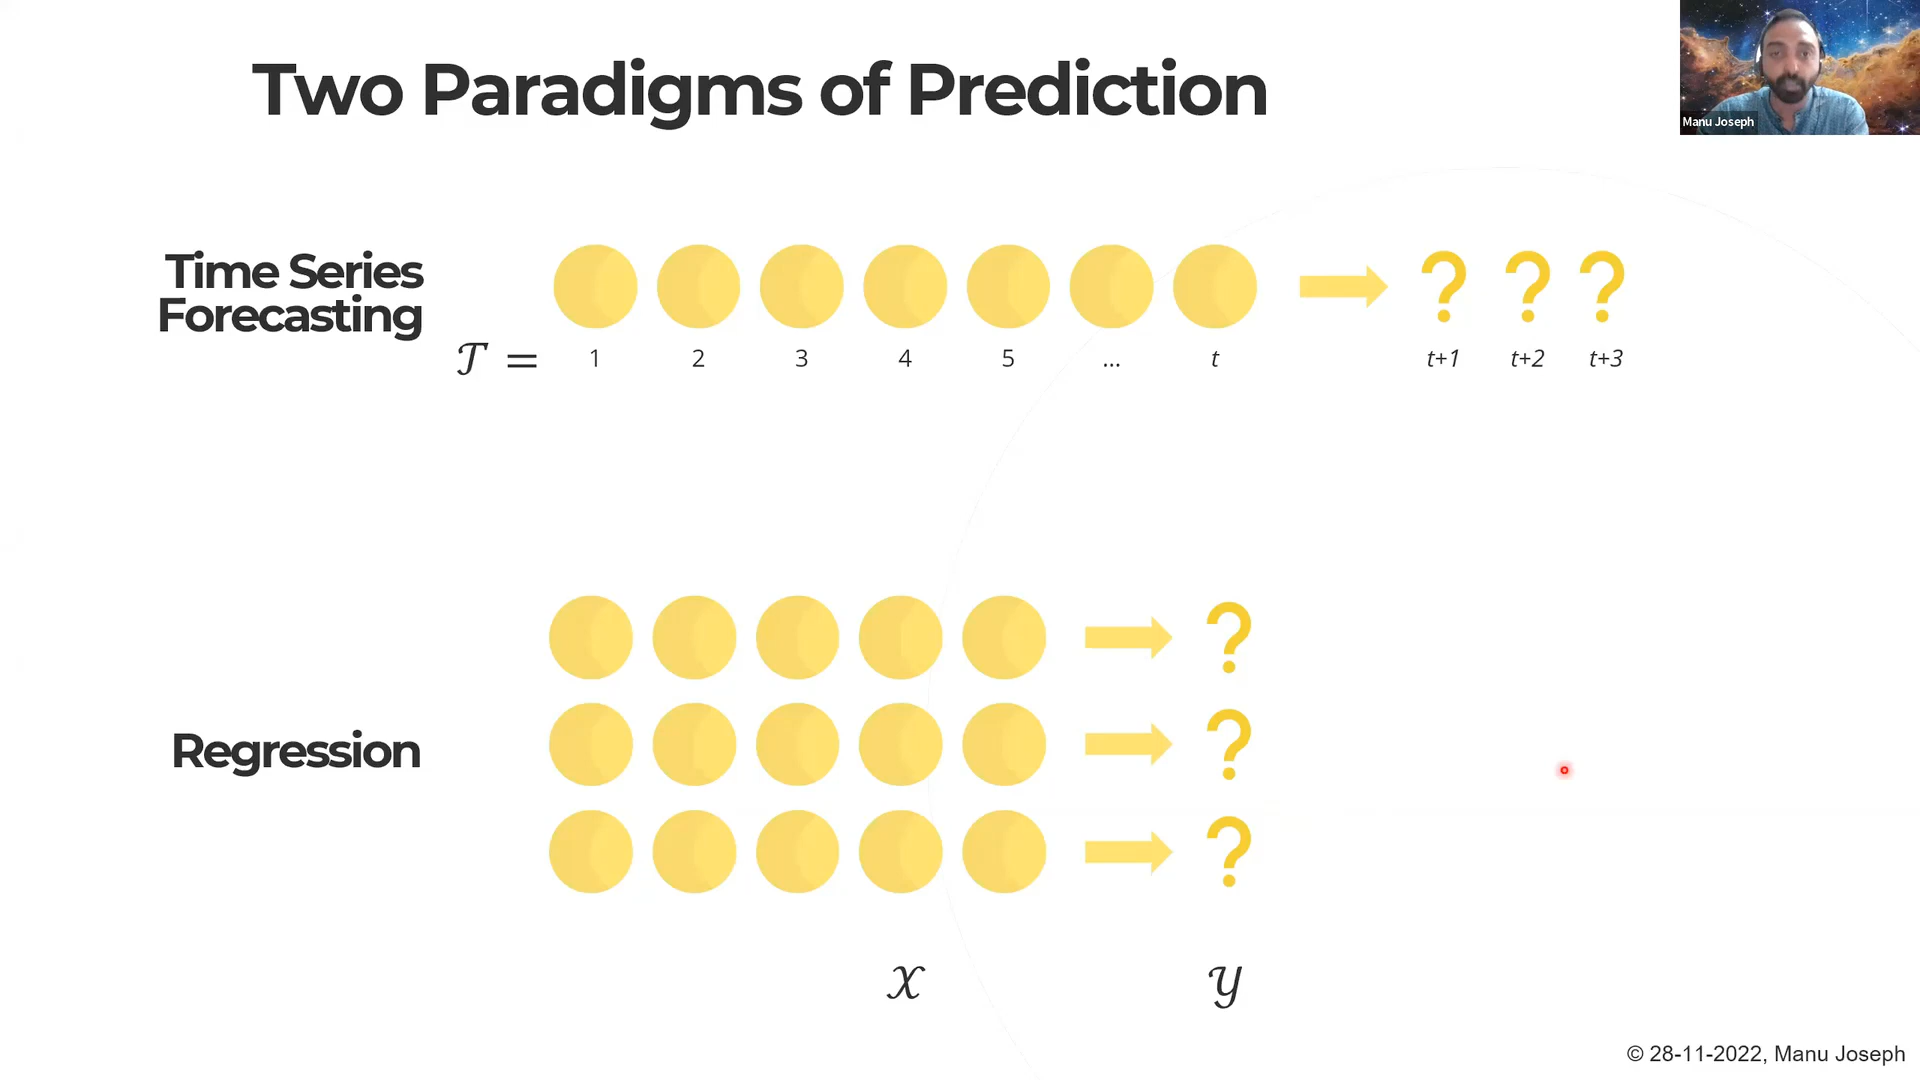 Two Paradigms of Prediction
Manu Joseph
Time Series
Forecasting
? ? ?
𝒯 = 1 2 3 4 5 ... t t+1 t+2 t+3
?
Regression
?
?
𝒳 𝒴
© 28-11-2022, Manu Joseph